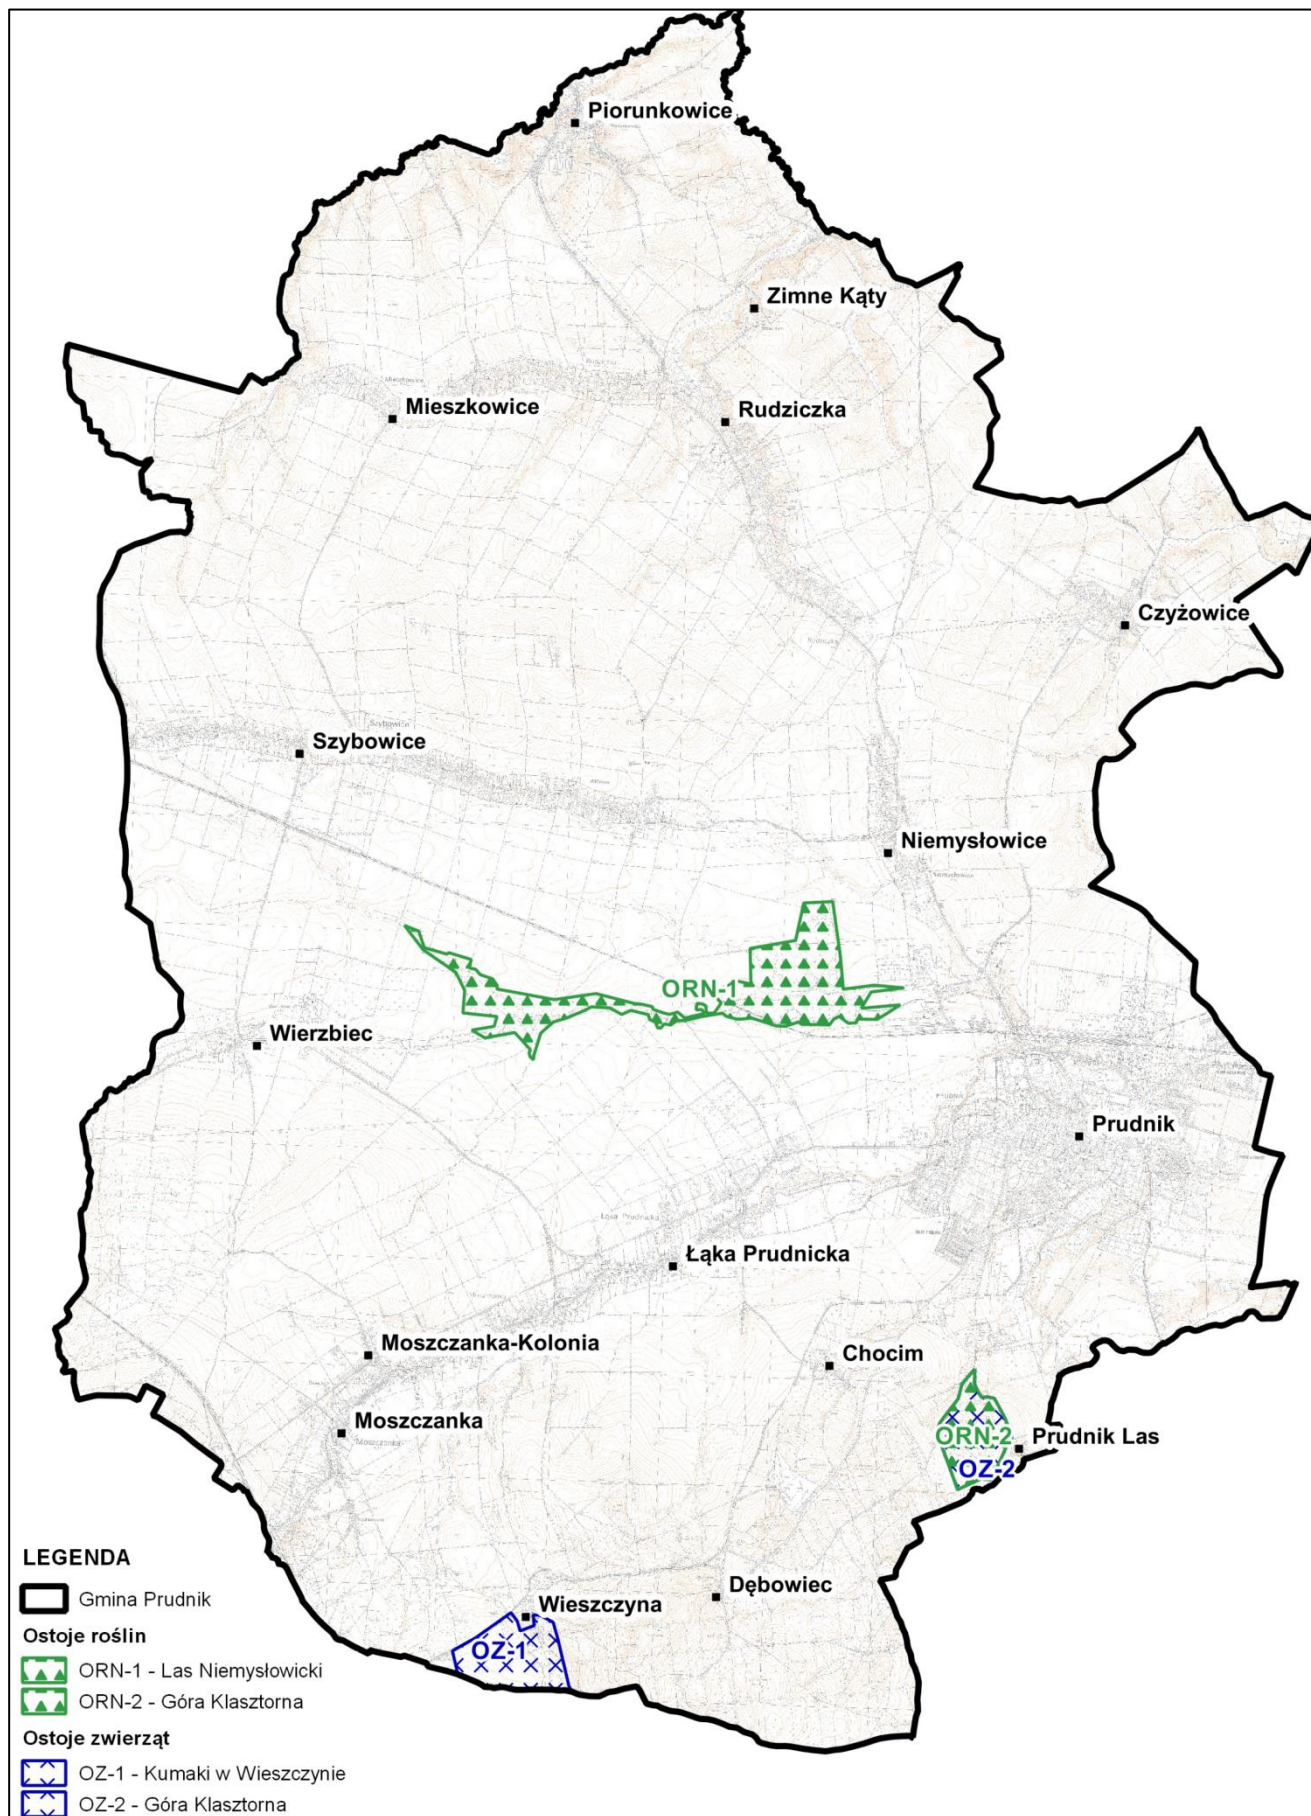 Piorunkowice
Zimne Kąty
Mieszkowice
Rudziczka
Czyżowice
Szybowice
Niemysłowice
ORN-1
Wierzbiec
Prudnik
Łąka Prudnicka
Moszczanka-Kolonia
Chocim
Moszczanka
ORN-2
Prudnik Las
OZ-2
Dębowiec
Wieszczyna
OZ-1
LEGENDA
Gmina Prudnik
Ostoje roślin
ORN-1 - Las Niemysłowicki
ORN-2 - Góra Klasztorna
Ostoje zwierząt
OZ-1 - Kumaki w Wieszczynie
OZ-2 - Góra Klasztorna